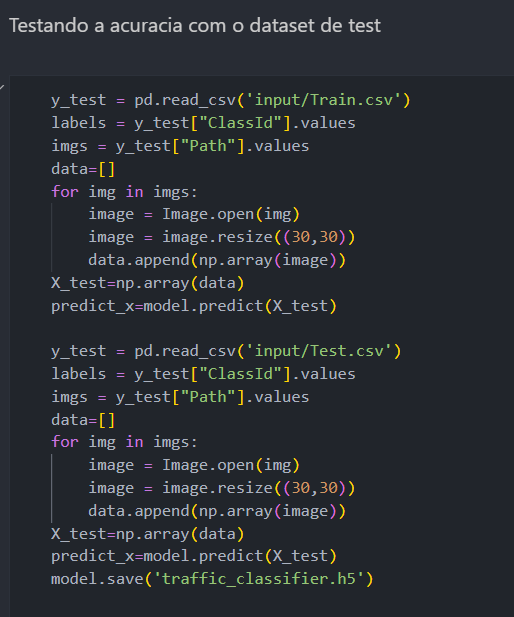 Testando a acuracia com o dataset de test
y_test = pd.read_csv('input/Train.csv')
labels = y_test["ClassId"].values
imgs = y_test["Path"].values
data=[]
for img in imgs:
    image = Image.open(img)
    image = image.resize((30,30))
    data.append(np.array(image))
X_test=np.array(data)
predict_x=model.predict(X_test)
y_test = pd.read_csv('input/Test.csv')
labels = y_test["ClassId"].values
imgs = y_test["Path"].values
data=[]
for img in imgs:
    image = Image.open(img)
    image = image.resize((30,30))
    data.append(np.array(image))
X_test=np.array(data)
predict_x=model.predict(X_test)
model.save('traffic_classifier.h5')